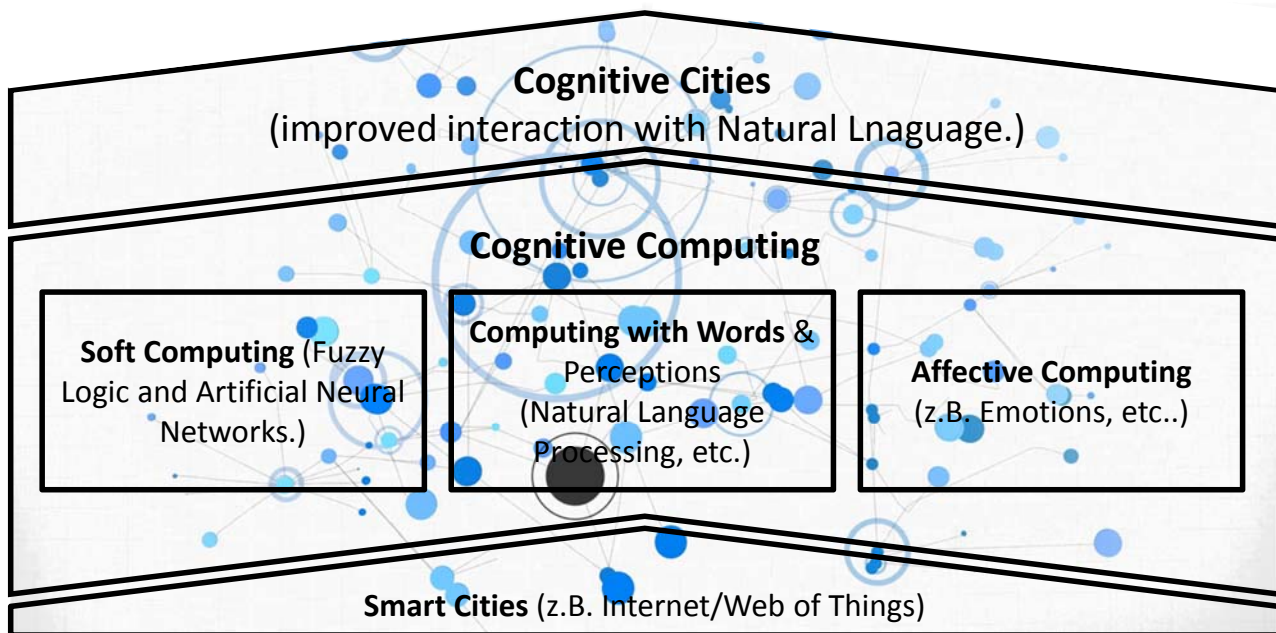 Cognitive Cities
(improved interaction with Natural Lnaguage.)
Cognitive Computing
Soft Computing (Fuzzy
Logic and Artificial Neural
Networks.)
Computing with Words &
Perceptions
(Natural Language
Processing, etc.)
Affective Computing
(z.B. Emotions, etc..)
Smart Cities (z.B. Internet/Web of Things)